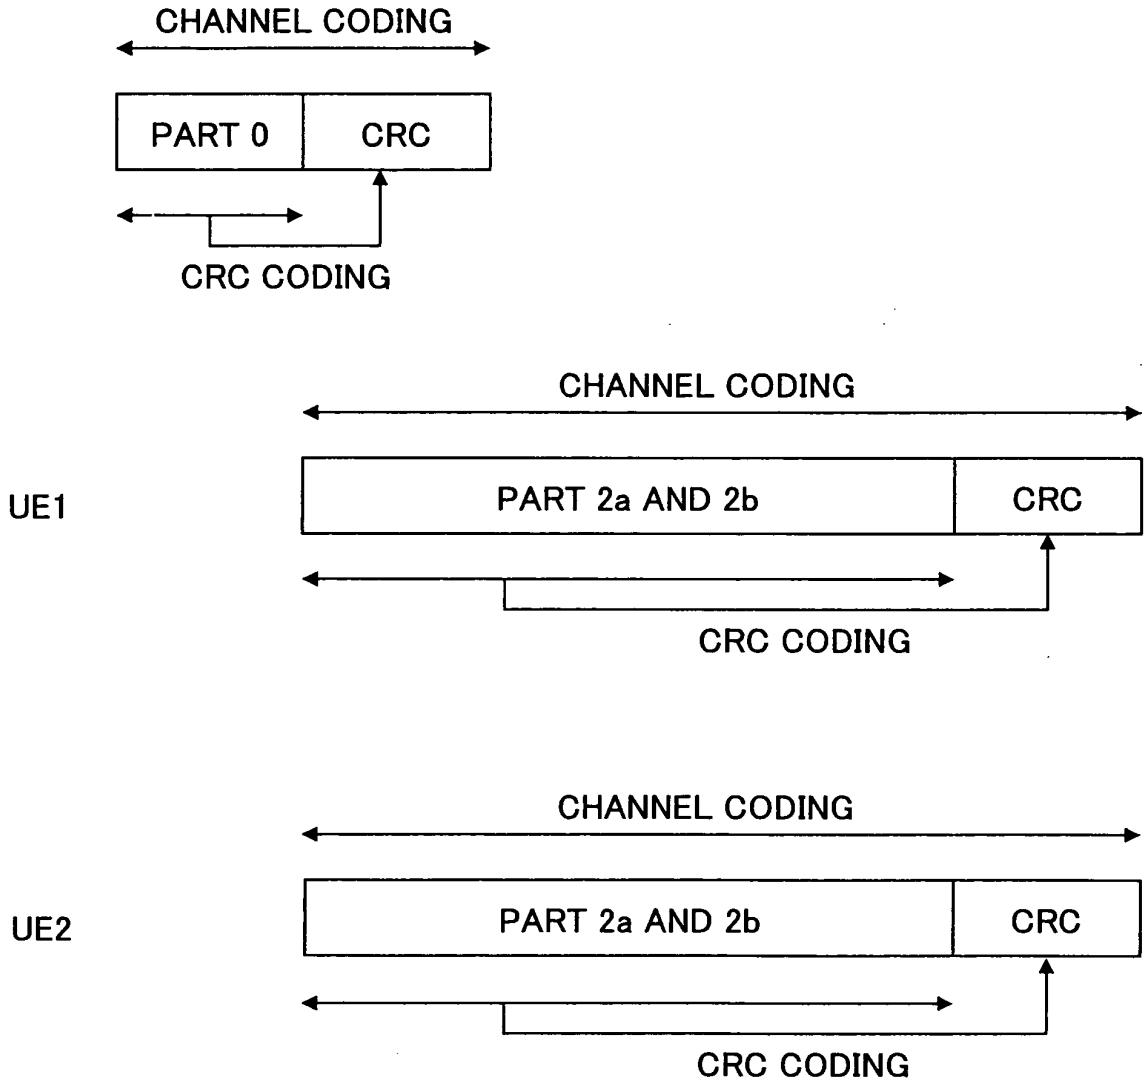 CHANNEL CODING
PART 0 CRC
CRC CODING
CHANNEL CODING
UE1 PART 2a AND 2b CRC
CRC CODING
CHANNEL CODING
UE2 PART 2a AND 2b CRC
CRC CODING